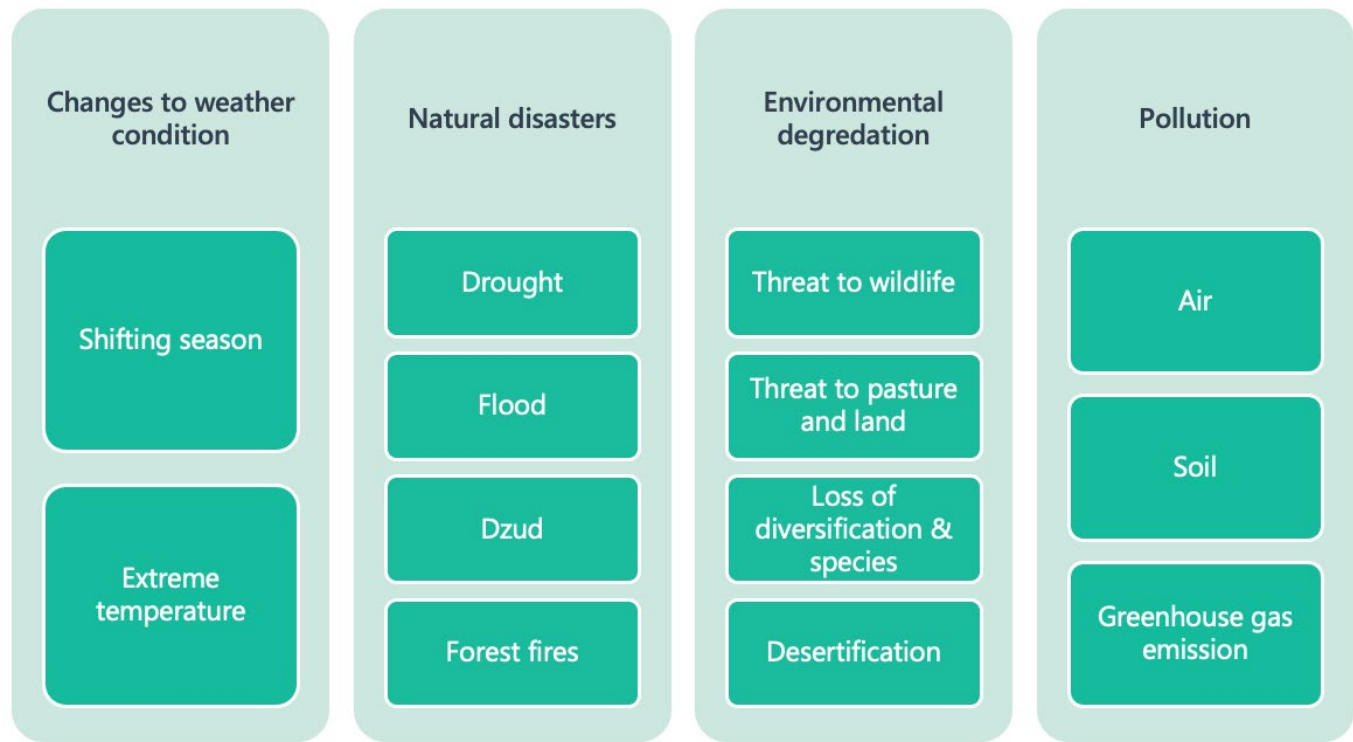 Changes to weather
condition
Shifting season
Extreme
temperature
Natural disasters
Drought
Flood
Dzud
Forest fires
Environmental
degredation
Threat to wildlife
Threat to pasture
and land
Loss of
diversification &
species
Desertification
Pollution
Air
Soil
Greenhouse gas
emission